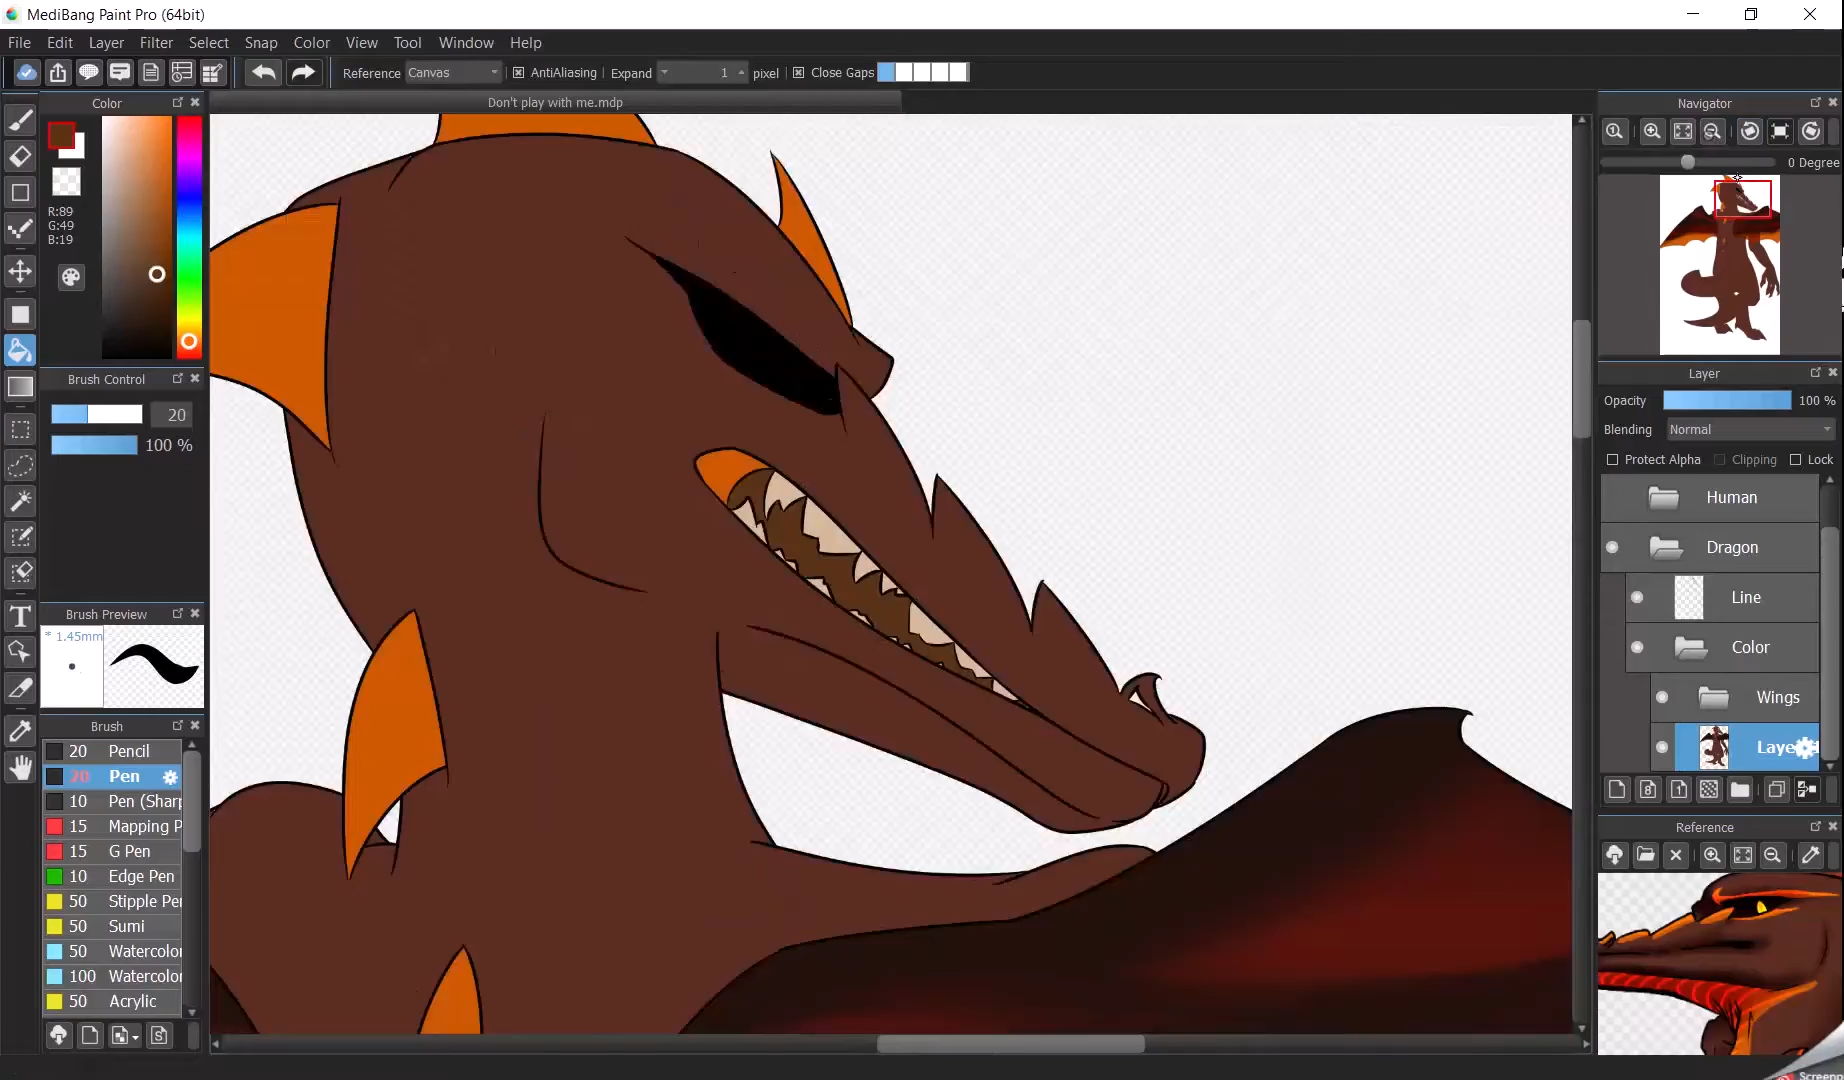 MediBang Paint Pro (64bit)
File Edit Layer Filter Select Snap Color View Tool Window Help
Reference Canvas AntiAliasing Expand 1 pixel Close Gaps
Color
Don't play with me.mdp
Navigator
0 Degree
R:89
G:49
B:19
Brush Control
20
100 %
Brush Preview
* 1.45mm
Brush
20 Pencil
20 Pen
10 Pen (Sharp
15 Mapping P
15 G Pen
10 Edge Pen
50 Stipple Pe
50 Sumi
50 Watercolor
100 Watercolor
50 Acrylic
Layer
Opacity 100 %
Blending Normal
Protect Alpha Clipping Lock
Human
Dragon
Line
Color
Wings
Laye
Reference
Screenp